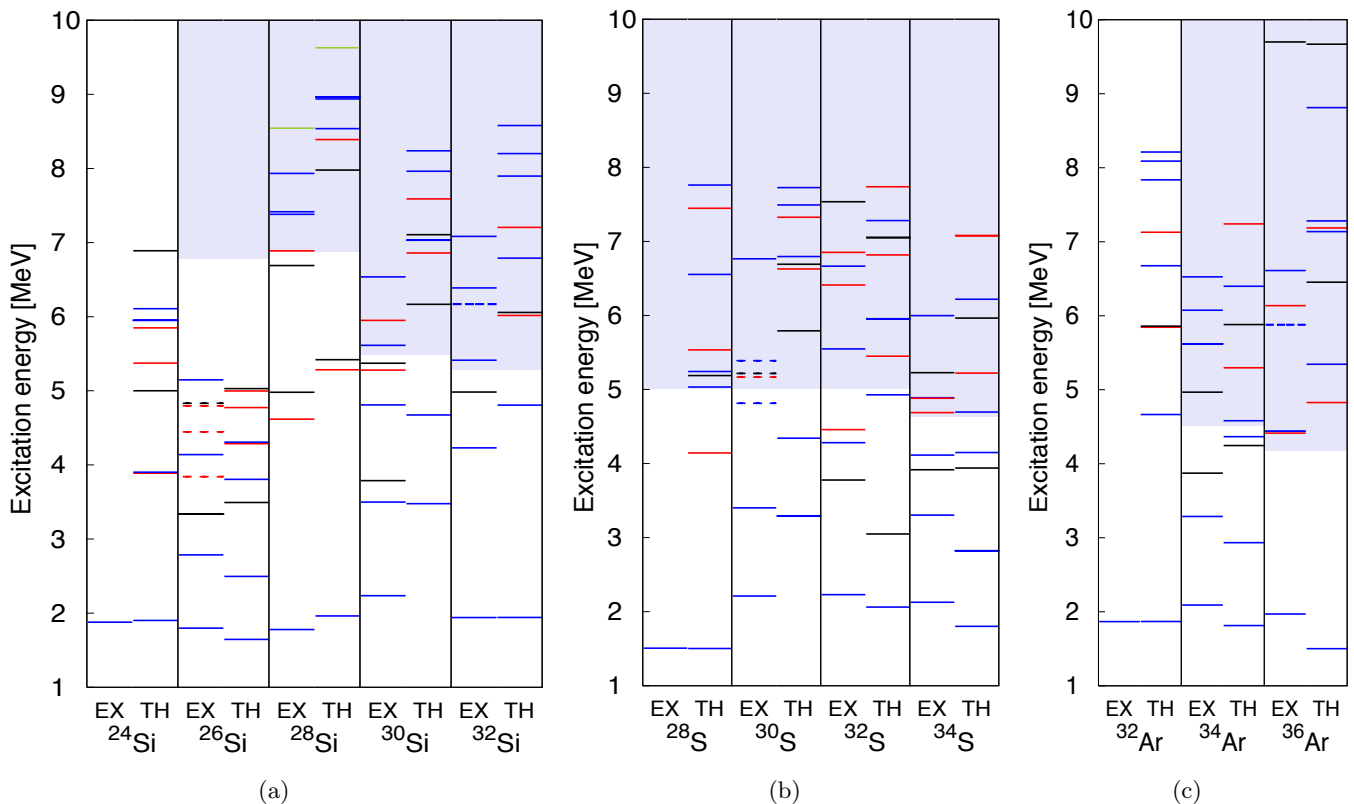 Excitation energy [MeV]
10
9
8
7
6
5
4
3
2
1
EX TH EX TH EX TH EX TH EX TH
²⁴Si ²⁶Si ²⁸Si ³⁰Si ³²Si
(a)
Excitation energy [MeV]
10
9
8
7
6
5
4
3
2
1
EX TH EX TH EX TH EX TH
²⁸S ³⁰S ³²S ³⁴S
(b)
Excitation energy [MeV]
10
9
8
7
6
5
4
3
2
1
EX TH EX TH EX TH
³²Ar ³⁴Ar ³⁶Ar
(c)